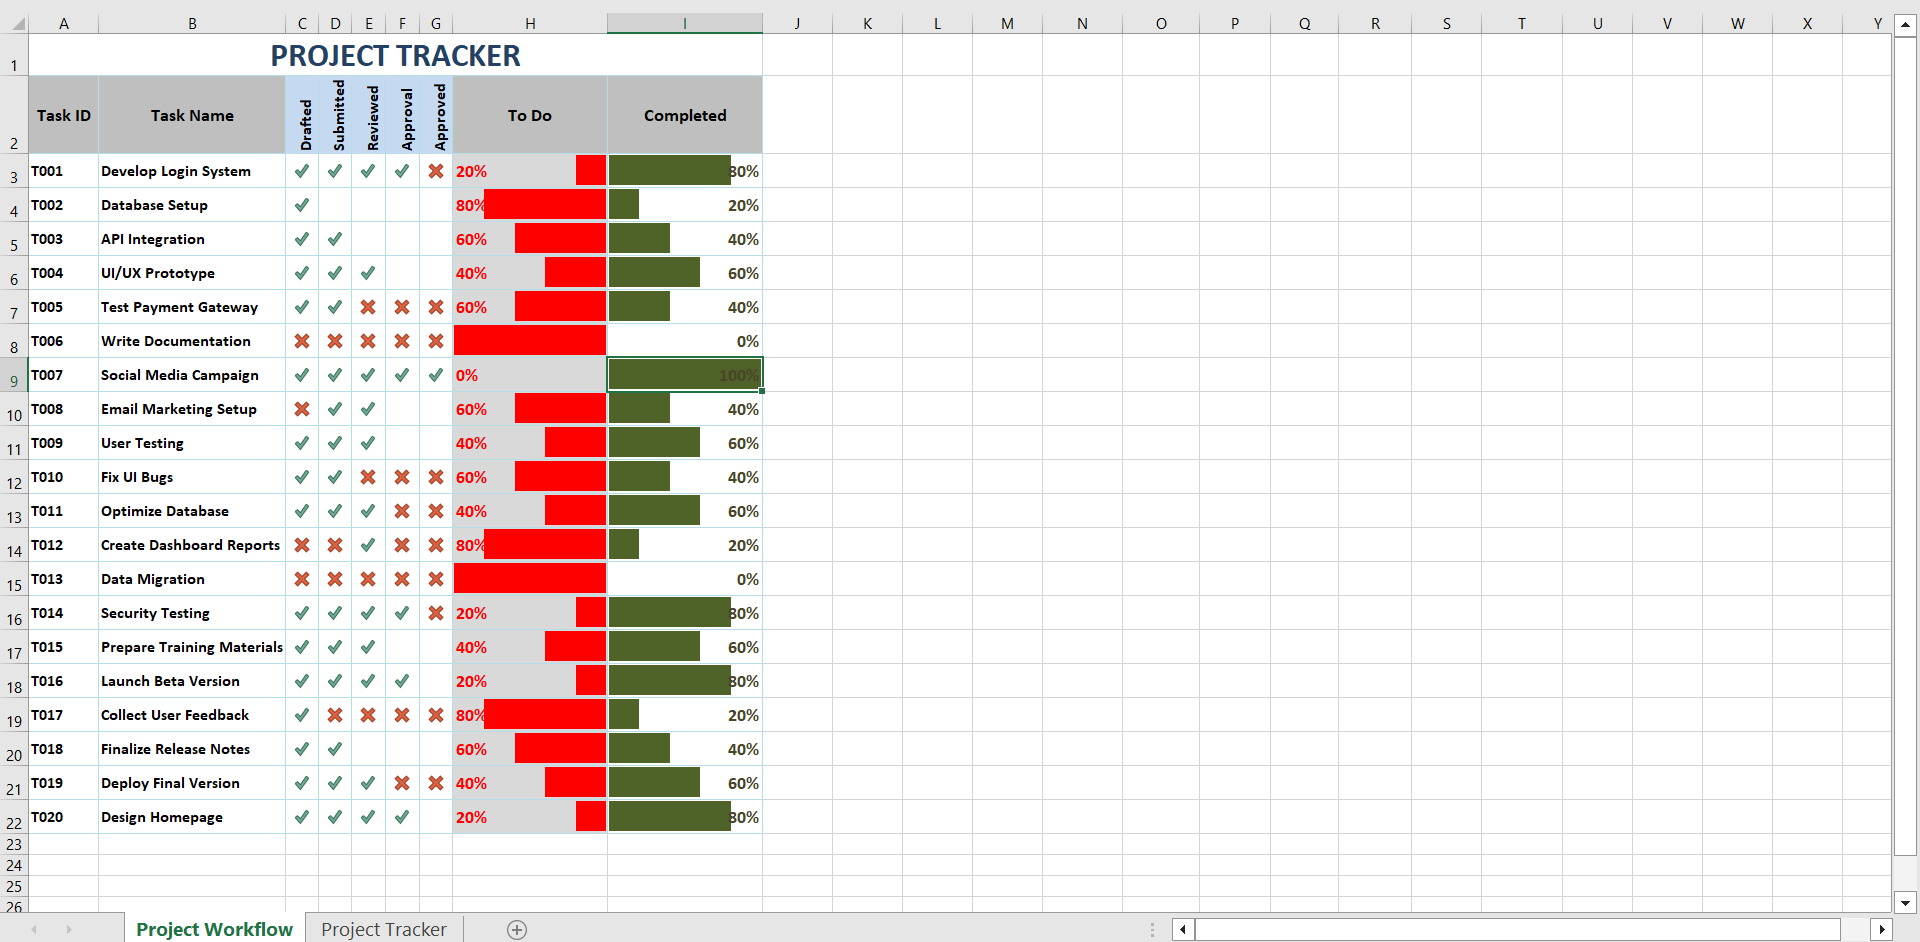 A B C D E F G H I J K L M N O P Q R S T U V W X Y
1 PROJECT TRACKER
2 Task ID Task Name Drafted Submitted Reviewed Approval Approved To Do Completed
3 T001 Develop Login System 20% 80%
4 T002 Database Setup 80% 20%
5 T003 API Integration 60% 40%
6 T004 UI/UX Prototype 40% 60%
7 T005 Test Payment Gateway 60% 40%
8 T006 Write Documentation 0%
9 T007 Social Media Campaign 0% 100%
10 T008 Email Marketing Setup 60% 40%
11 T009 User Testing 40% 60%
12 T010 Fix UI Bugs 60% 40%
13 T011 Optimize Database 40% 60%
14 T012 Create Dashboard Reports 80% 20%
15 T013 Data Migration 0%
16 T014 Security Testing 20% 80%
17 T015 Prepare Training Materials 40% 60%
18 T016 Launch Beta Version 20% 80%
19 T017 Collect User Feedback 80% 20%
20 T018 Finalize Release Notes 60% 40%
21 T019 Deploy Final Version 40% 60%
22 T020 Design Homepage 20% 80%
23
24
25
26
Project Workflow Project Tracker